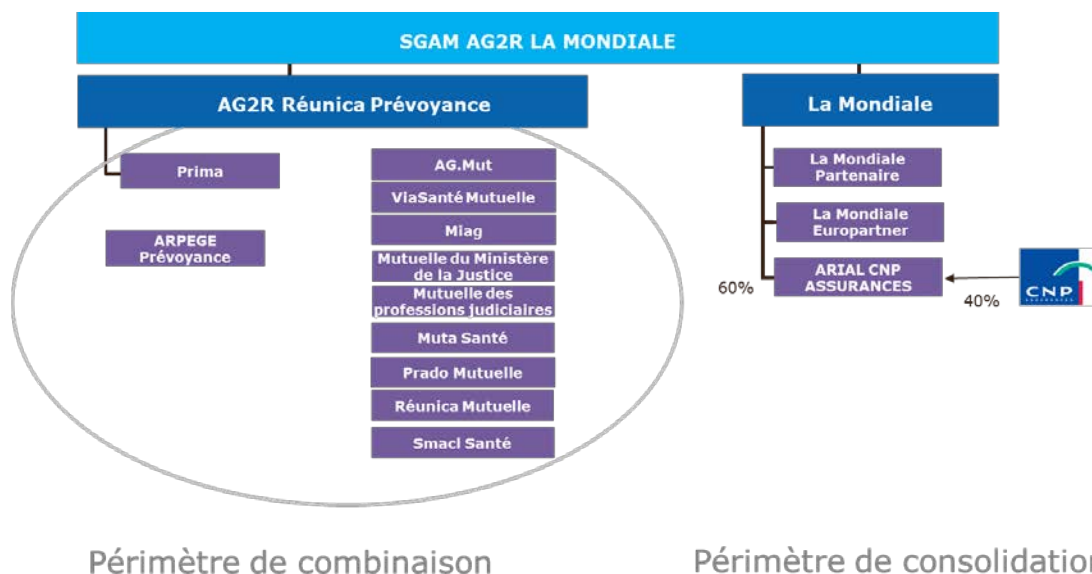 SGAM AG2R LA MONDIALE
AG2R Réunica Prévoyance
Prima
ARPEGE
Prévoyance
AG.Mut
ViaSanté Mutuelle
Miag
Mutuelle du Ministère
de la Justice
Mutuelle des
professions judiciaires
Muta Santé
Prado Mutuelle
Réunica Mutuelle
Smacl Santé
La Mondiale
La Mondiale
Partenaire
La Mondiale
Europartner
ARIAL CNP
ASSURANCES
60%
40%
CNP
Périmètre de combinaison
Périmètre de consolidation